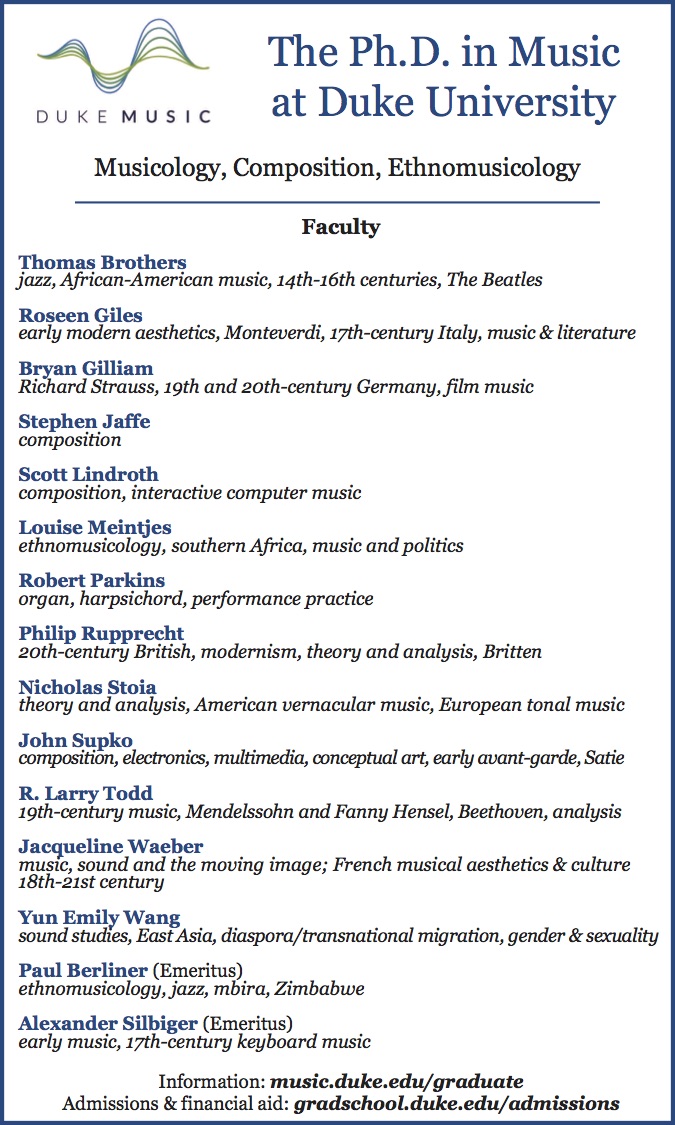 DUKE MUSIC
The Ph.D. in Music
at Duke University
Musicology, Composition, Ethnomusicology
Faculty
Thomas Brothers
jazz, African-American music, 14th-16th centuries, The Beatles
Roseen Giles
early modern aesthetics, Monteverdi, 17th-century Italy, music & literature
Bryan Gilliam
Richard Strauss, 19th and 20th-century Germany, film music
Stephen Jaffe
composition
Scott Lindroth
composition, interactive computer music
Louise Meintjes
ethnomusicology, southern Africa, music and politics
Robert Parkins
organ, harpsichord, performance practice
Philip Rupprecht
20th-century British, modernism, theory and analysis, Britten
Nicholas Stoia
theory and analysis, American vernacular music, European tonal music
John Supko
composition, electronics, multimedia, conceptual art, early avant-garde, Satie
R. Larry Todd
19th-century music, Mendelssohn and Fanny Hensel, Beethoven, analysis
Jacqueline Waeber
music, sound and the moving image; French musical aesthetics & culture
18th-21st century
Yun Emily Wang
sound studies, East Asia, diaspora/transnational migration, gender & sexuality
Paul Berliner (Emeritus)
ethnomusicology, jazz, mbira, Zimbabwe
Alexander Silbiger (Emeritus)
early music, 17th-century keyboard music
Information: music.duke.edu/graduate
Admissions & financial aid: gradschool.duke.edu/admissions